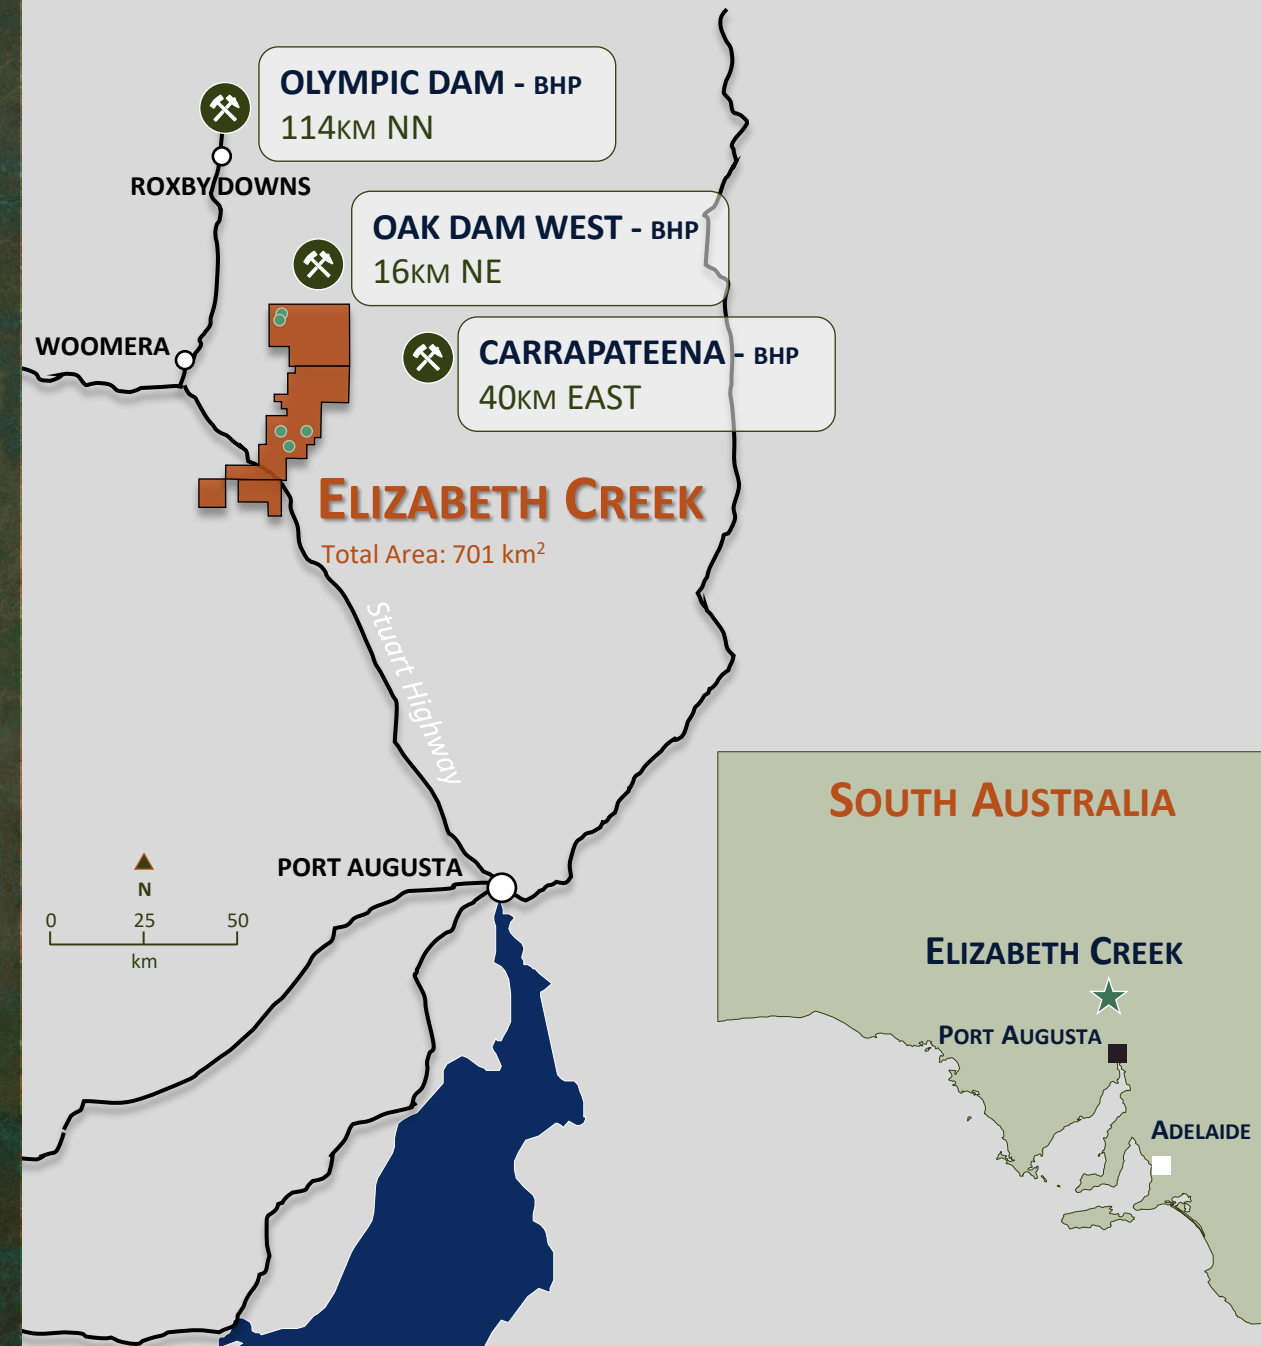 OLYMPIC DAM - BHP
114KM NN
ROXBY DOWNS
OAK DAM WEST - BHP
16KM NE
WOOMERA
CARRAPATEENA - BHP
40KM EAST
ELIZABETH CREEK
Total Area: 701 km²
Stuart Highway
PORT AUGUSTA
N
0 25 50
km
SOUTH AUSTRALIA
ELIZABETH CREEK
PORT AUGUSTA
ADELAIDE